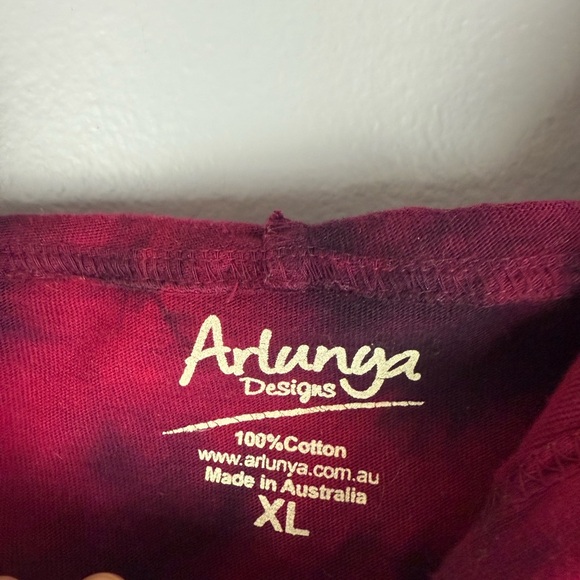 Arlunya
Designs
100%Cotton
www.arlunya.com.au
Made in Australia
XL